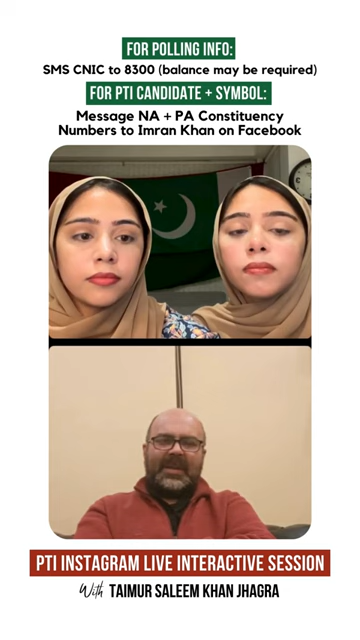 FOR POLLING INFO:
SMS CNIC to 8300 (balance may be required)
FOR PTI CANDIDATE + SYMBOL:
Message NA + PA Constituency
Numbers to Imran Khan on Facebook
PTI INSTAGRAM LIVE INTERACTIVE SESSION
With TAIMUR SALEEM KHAN JHAGRA